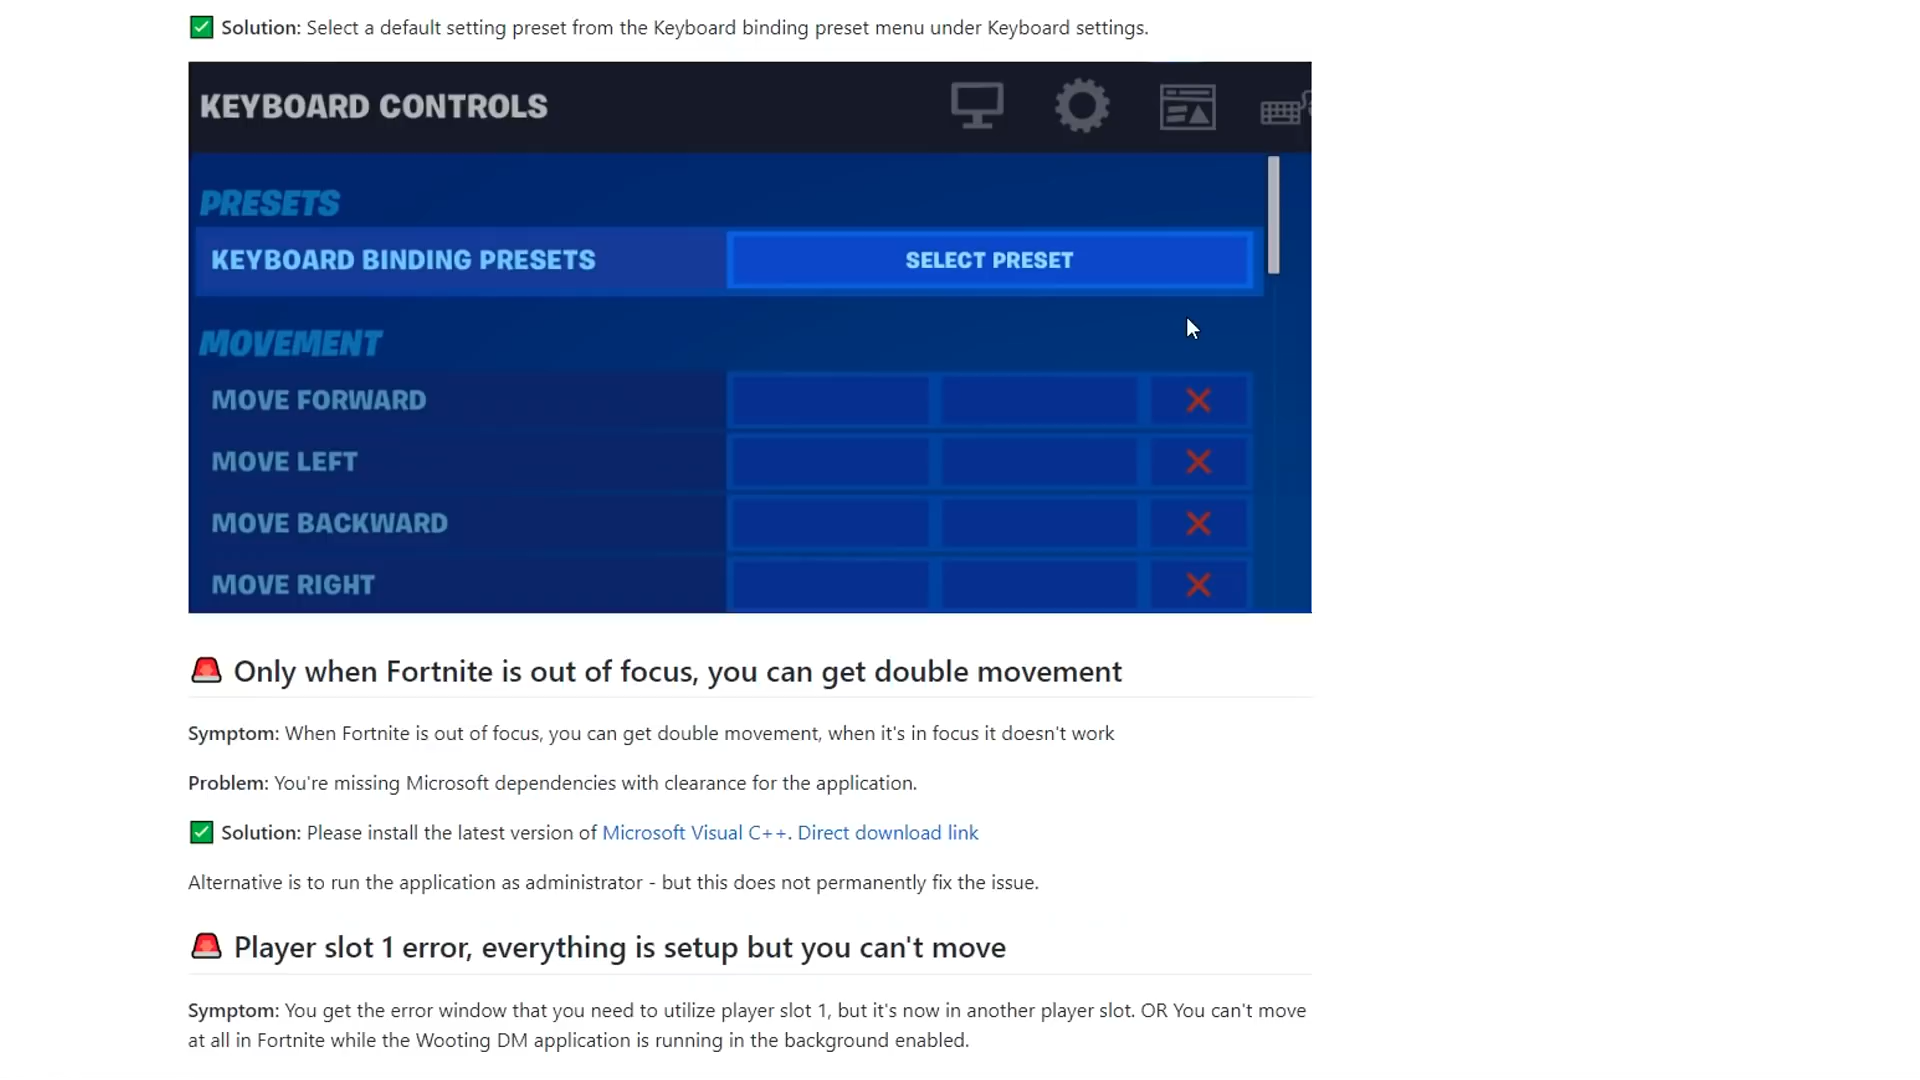 Solution: Select a default setting preset from the Keyboard binding preset menu under Keyboard settings.
KEYBOARD CONTROLS
PRESETS
KEYBOARD BINDING PRESETS SELECT PRESET
MOVEMENT
MOVE FORWARD
MOVE LEFT
MOVE BACKWARD
MOVE RIGHT
Only when Fortnite is out of focus, you can get double movement
Symptom: When Fortnite is out of focus, you can get double movement, when it's in focus it doesn't work
Problem: You're missing Microsoft dependencies with clearance for the application.
Solution: Please install the latest version of Microsoft Visual C++. Direct download link
Alternative is to run the application as administrator - but this does not permanently fix the issue.
Player slot 1 error, everything is setup but you can't move
Symptom: You get the error window that you need to utilize player slot 1, but it's now in another player slot. OR You can't move
at all in Fortnite while the Wooting DM application is running in the background enabled.